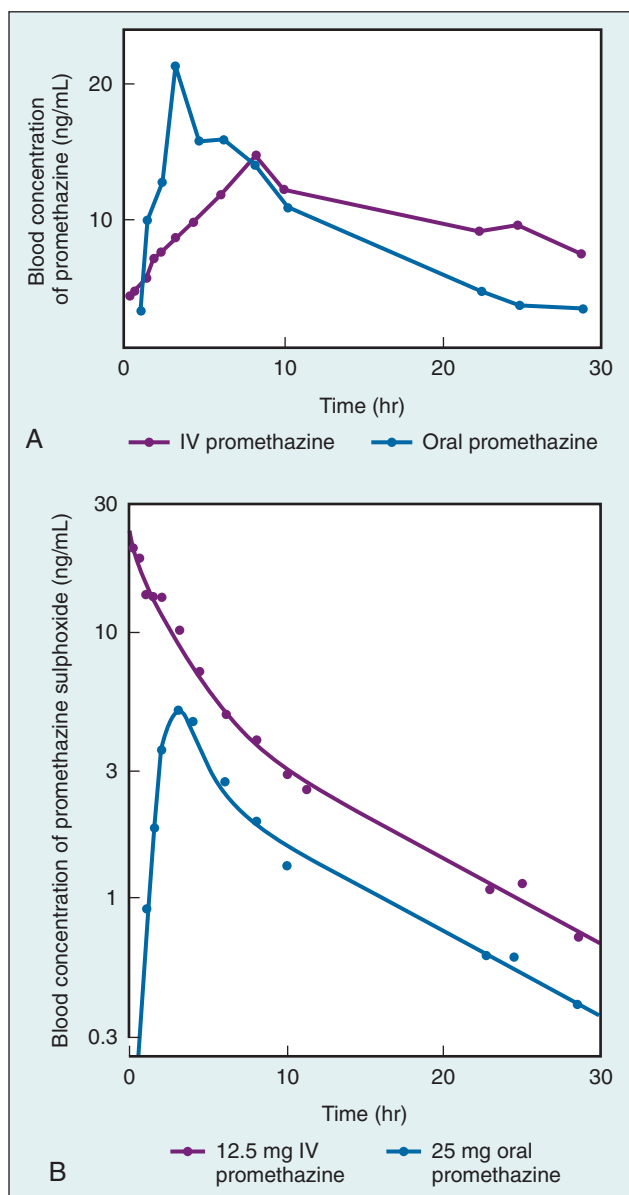 Blood concentration
of promethazine (ng/mL)
20
10
0
10
20
30
Time (hr)
A
IV promethazine
Oral promethazine
Blood concentration of promethazine sulphoxide (ng/mL)
30
10
3
1
0.3
0
10
20
30
Time (hr)
B
12.5 mg IV
promethazine
25 mg oral
promethazine